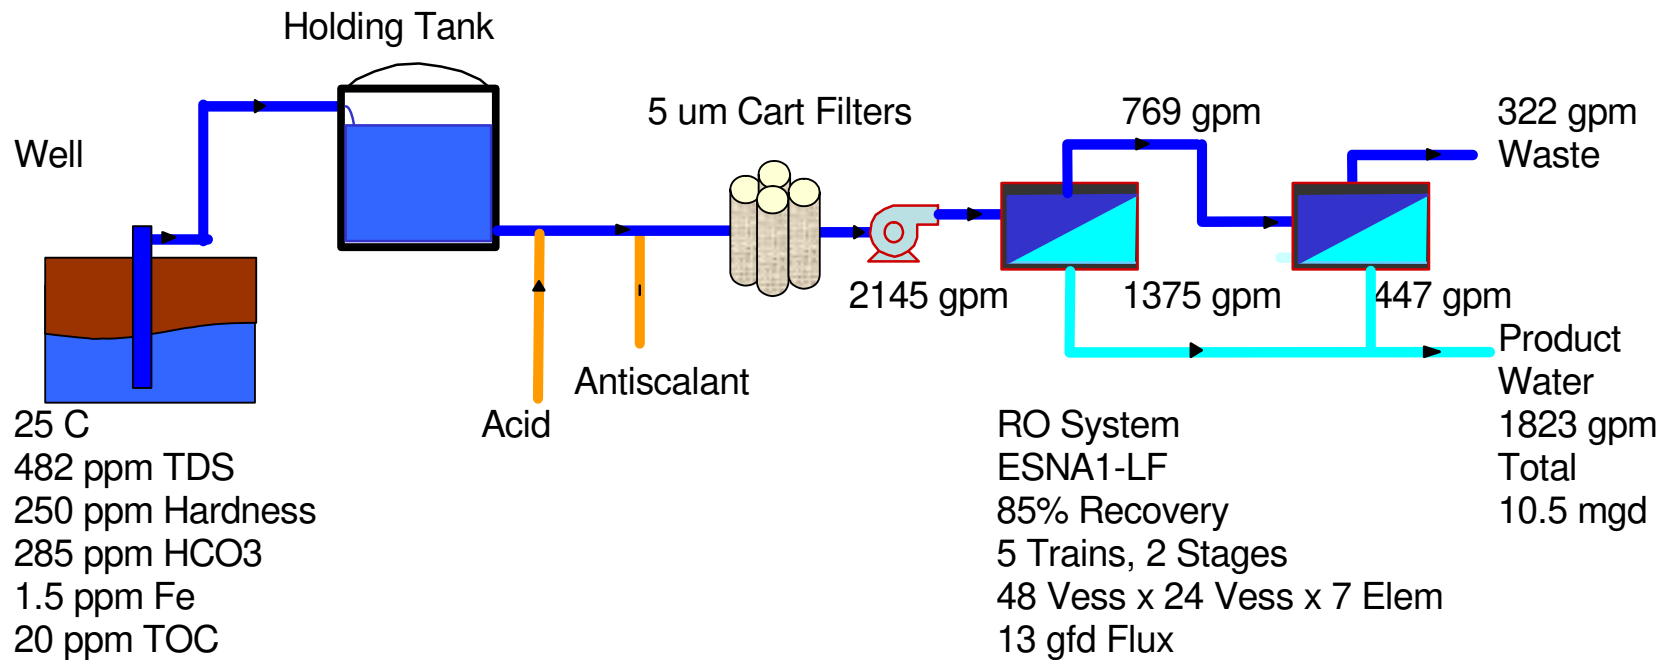 Holding Tank
5 um Cart Filters
769 gpm
322 gpm
Waste
Well
2145 gpm
1375 gpm
447 gpm
Product
Water
1823 gpm
Total
10.5 mgd
Antiscalant
Acid
25 C
482 ppm TDS
250 ppm Hardness
285 ppm HCO3
1.5 ppm Fe
20 ppm TOC
RO System
ESNA1-LF
85% Recovery
5 Trains, 2 Stages
48 Vess x 24 Vess x 7 Elem
13 gfd Flux